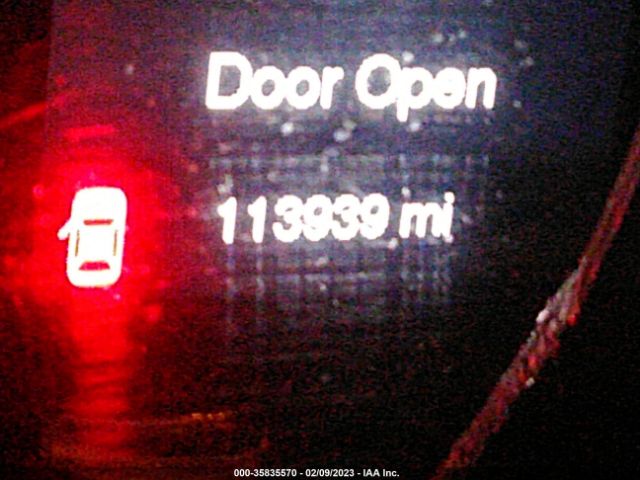 Door Open
113939 mi
000-35835570 - 02/09/2023 - IAA Inc.